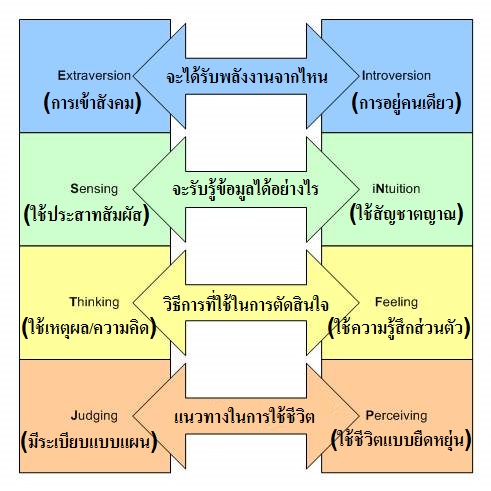 Extraversion
(การเข้าสังคม)
จะได้รับพลังงานจากไหน
Introversion
(การอยู่คนเดียว)
Sensing
(ใช้ประสาทสัมผัส)
จะรับรู้ข้อมูลได้อย่างไร
iNtuition
(ใช้สัญชาตญาณ)
Thinking
(ใช้เหตุผล/ความคิด)
วิธีการที่ใช้ในการตัดสินใจ
Feeling
(ใช้ความรู้สึกส่วนตัว)
Judging
(มีระเบียบแบบแผน)
แนวทางในการใช้ชีวิต
Perceiving
(ใช้ชีวิตแบบยืดหยุ่น)